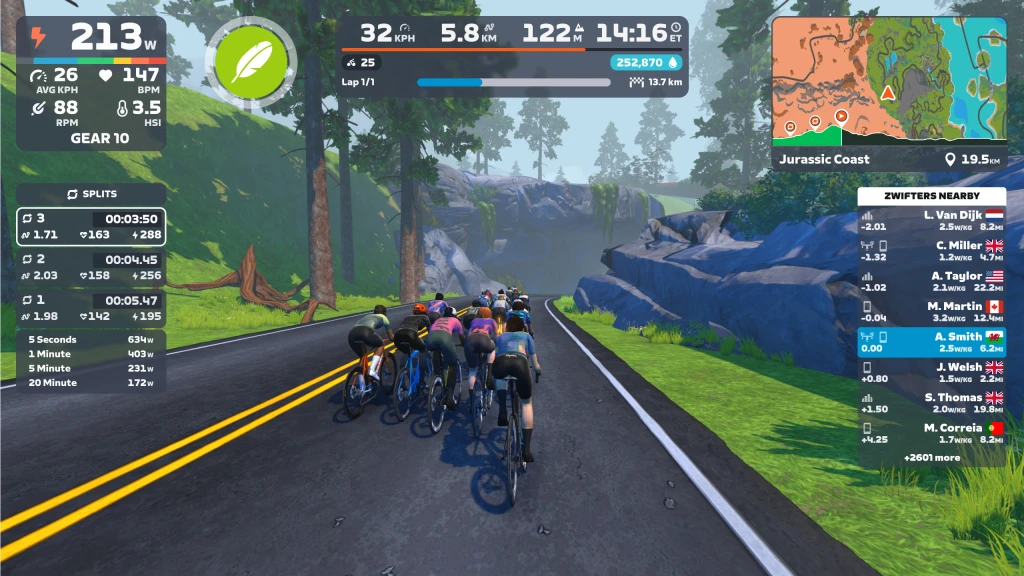 213W
26 AVG KPH
147 BPM
88 RPM
3.5 HSI
GEAR 10
32 KPH 5.8 KM 122 M 14:16 ET
25
252,870
Lap 1/1
13.7 km
Jurassic Coast 19.5KM
SPLITS
3 00:03:50
1.71 163 288
2 00:04.45
2.03 158 256
1 00:05.47
1.98 142 195
5 Seconds 634W
1 Minute 403W
5 Minute 231W
20 Minute 172W
ZWIFTERS NEARBY
L. Van Dijk
-2.01 2.5W/KG 8.2MI
C. Miller
-1.32 1.2W/KG 4.7MI
A. Taylor
-1.02 2.1W/KG 22.2MI
M. Martin
-0.04 3.2W/KG 12.4MI
A. Smith
0.00 2.5W/KG 6.2MI
J. Welsh
+0.80 1.5W/KG 2.2MI
S. Thomas
+1.50 2.0W/KG 19.8MI
M. Correia
+4.25 1.7W/KG 8.2MI
+2601 more